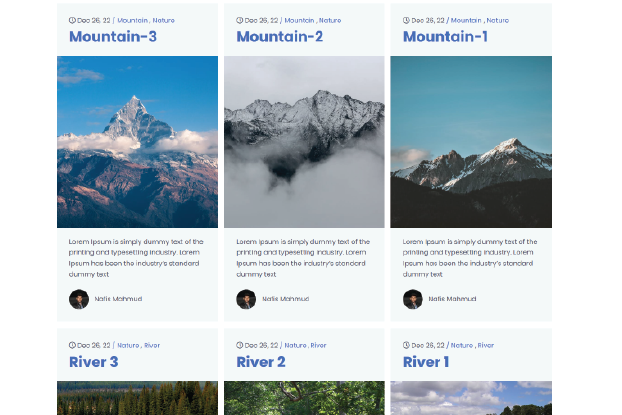 Dec 26, 22 / Mountain , Nature
Mountain-3
Lorem Ipsum is simply dummy text of the
printing and typesetting industry. Lorem
Ipsum has been the industry's standard
dummy text
Nafis Mahmud
Dec 26, 22 / Mountain , Nature
Mountain-2
Lorem Ipsum is simply dummy text of the
printing and typesetting industry. Lorem
Ipsum has been the industry's standard
dummy text
Nafis Mahmud
Dec 26, 22 / Mountain , Nature
Mountain-1
Lorem Ipsum is simply dummy text of the
printing and typesetting industry. Lorem
Ipsum has been the industry's standard
dummy text
Nafis Mahmud
Dec 26, 22 / Nature , River
River 3
Dec 26, 22 / Nature , River
River 2
Dec 26, 22 / Nature , River
River 1